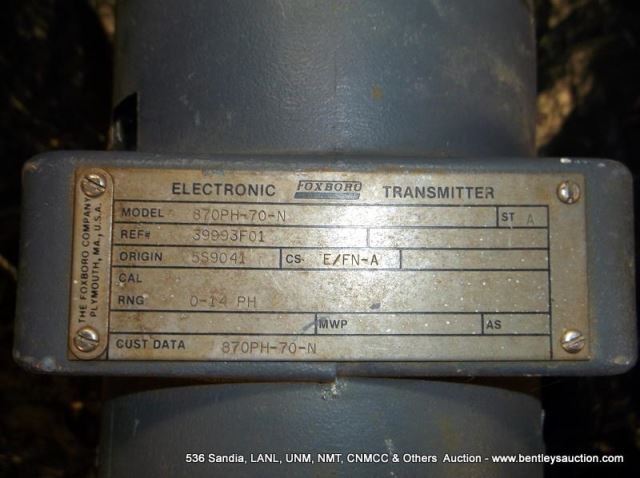 THE FOXBORO COMPANY
PLYMOUTH, MA, U.S.A.
ELECTRONIC FOXBORO TRANSMITTER
MODEL 870PH-70-N ST A
REF# 39993F01
ORIGIN 5S9041 CS- E/FN-A
CAL
RNG 0-14 PH
MWP AS
CUST DATA 870PH-70-N
536 Sandia, LANL, UNM, NMT, CNMCC & Others Auction - www.bentleysauction.com